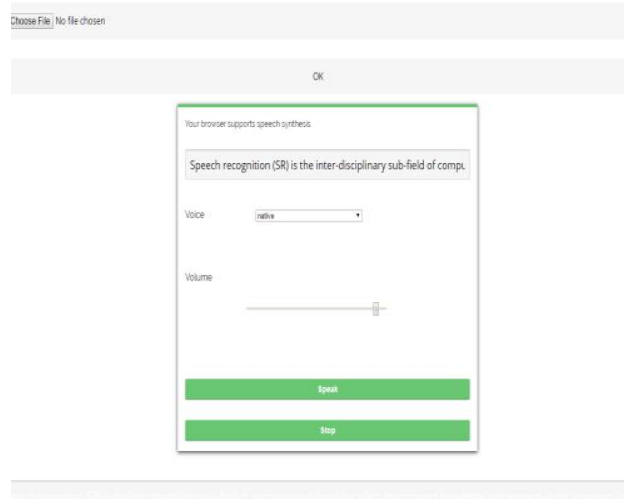 Choose File No file chosen
OK
Your browser supports speech synthesis
Speech recognition (SR) is the inter-disciplinary sub-field of compu
Voice native
Volume
Speak
Stop